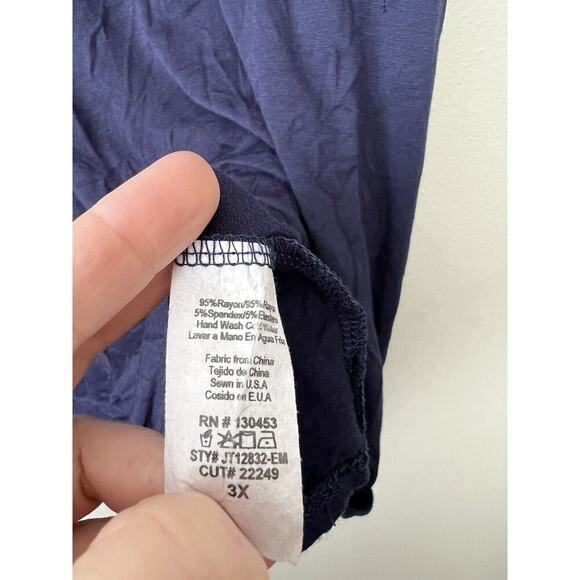 95%Rayon/95%Rayon
5%Spandex/5%
Hand Wash Cold Water
Lavar a Mano En Agua Fria
Fabric from China
Tejido de China
Sewn in U.S.A
Cosido en E.U.A
RN # 130453
STY# JT12832-EM
CUT# 22249
3X